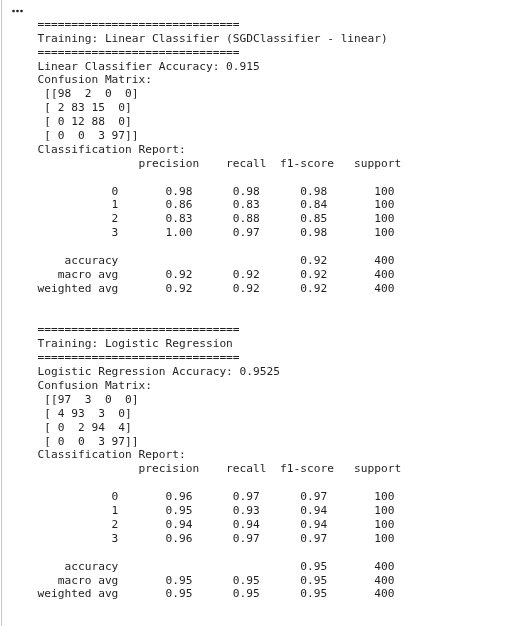 •••
==============================
Training: Linear Classifier (SGDClassifier - linear)
==============================
Linear Classifier Accuracy: 0.915
Confusion Matrix:
[[98  2  0  0]
[ 2 83 15  0]
[ 0 12 88  0]
[ 0  0  3 97]]
Classification Report:
precision    recall  f1-score   support
0       0.98      0.98      0.98       100
1       0.86      0.83      0.84       100
2       0.83      0.88      0.85       100
3       1.00      0.97      0.98       100
accuracy                           0.92       400
macro avg       0.92      0.92      0.92       400
weighted avg       0.92      0.92      0.92       400
==============================
Training: Logistic Regression
==============================
Logistic Regression Accuracy: 0.9525
Confusion Matrix:
[[97  3  0  0]
[ 4 93  3  0]
[ 0  2 94  4]
[ 0  0  3 97]]
Classification Report:
precision    recall  f1-score   support
0       0.96      0.97      0.97       100
1       0.95      0.93      0.94       100
2       0.94      0.94      0.94       100
3       0.96      0.97      0.97       100
accuracy                           0.95       400
macro avg       0.95      0.95      0.95       400
weighted avg       0.95      0.95      0.95       400